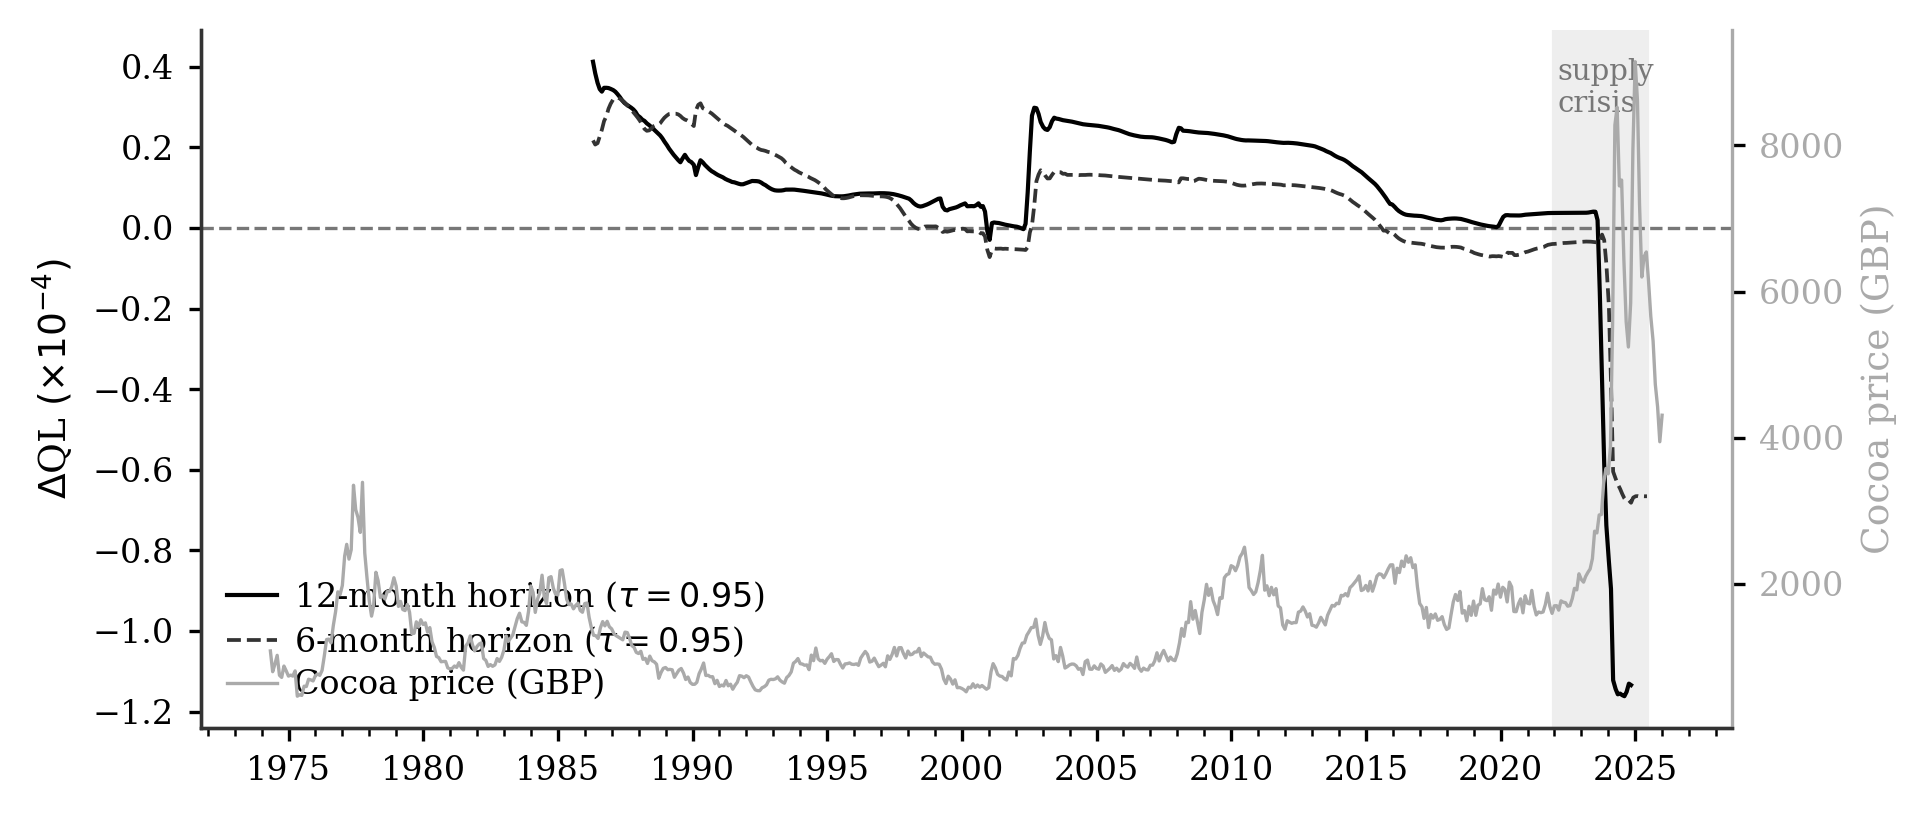 supply
crisis
0.4
0.2
0.0
−0.2
−0.4
−0.6
−0.8
−1.0
−1.2
ΔQL (×10⁻⁴)
8000
6000
4000
2000
Cocoa price (GBP)
12-month horizon (τ = 0.95)
6-month horizon (τ = 0.95)
Cocoa price (GBP)
1975 1980 1985 1990 1995 2000 2005 2010 2015 2020 2025